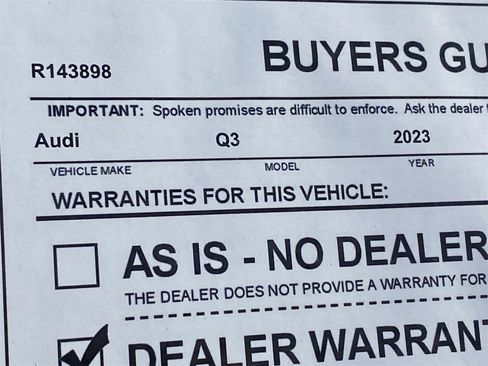 BUYERS GU
R143898
IMPORTANT: Spoken promises are difficult to enforce. Ask the dealer
Audi Q3 2023
VEHICLE MAKE MODEL YEAR
WARRANTIES FOR THIS VEHICLE:
AS IS - NO DEALER
THE DEALER DOES NOT PROVIDE A WARRANTY FOR
DEALER WARRANT